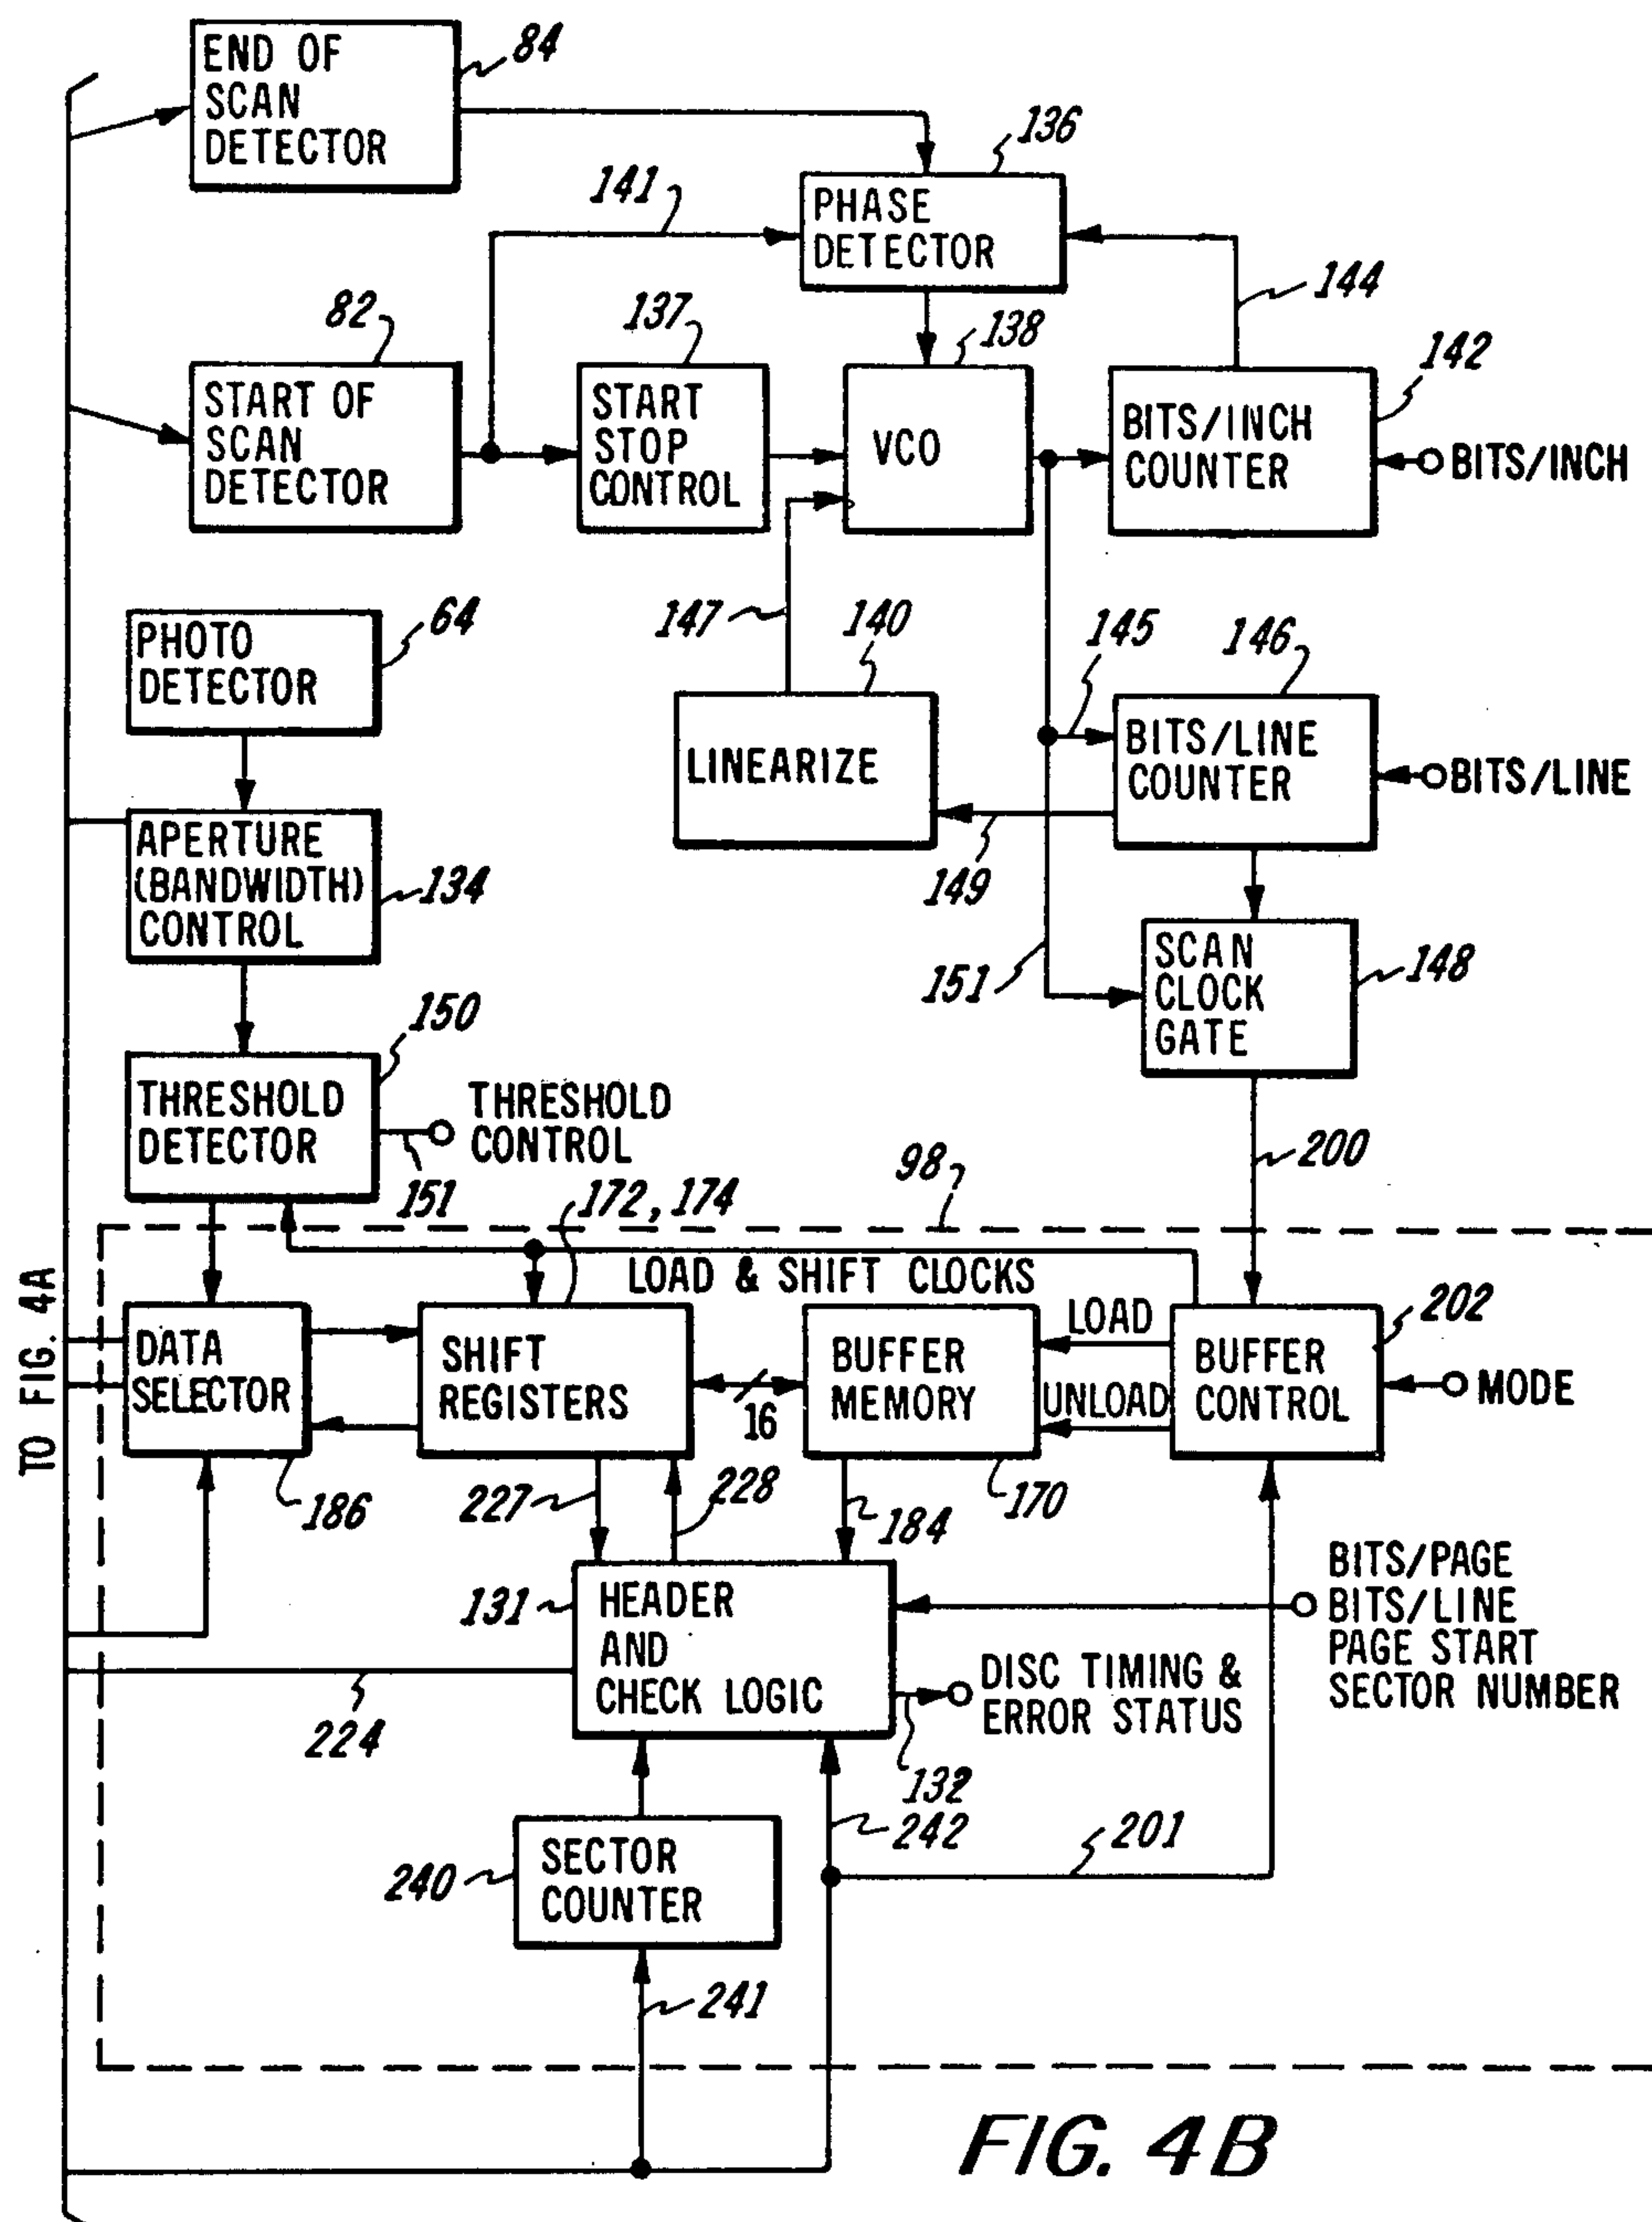 END OF
SCAN
DETECTOR
84
136
141
PHASE
DETECTOR
144
82
137
138
142
START OF
SCAN
DETECTOR
START
STOP
CONTROL
VCO
BITS/INCH
COUNTER
BITS/INCH
64
147
140
145
146
PHOTO
DETECTOR
LINEARIZE
BITS/LINE
COUNTER
BITS/LINE
APERTURE
(BANDWIDTH)
CONTROL
134
149
151
SCAN
CLOCK
GATE
148
150
THRESHOLD
DETECTOR
THRESHOLD
CONTROL
151
200
98
172, 174
LOAD & SHIFT CLOCKS
TO FIG. 4A
DATA
SELECTOR
SHIFT
REGISTERS
16
BUFFER
MEMORY
LOAD
UNLOAD
BUFFER
CONTROL
202
MODE
186
227
228
184
170
131
HEADER
AND
CHECK LOGIC
BITS/PAGE
BITS/LINE
PAGE START
SECTOR NUMBER
DISC TIMING &
ERROR STATUS
224
132
242
201
240
SECTOR
COUNTER
241
FIG. 4B